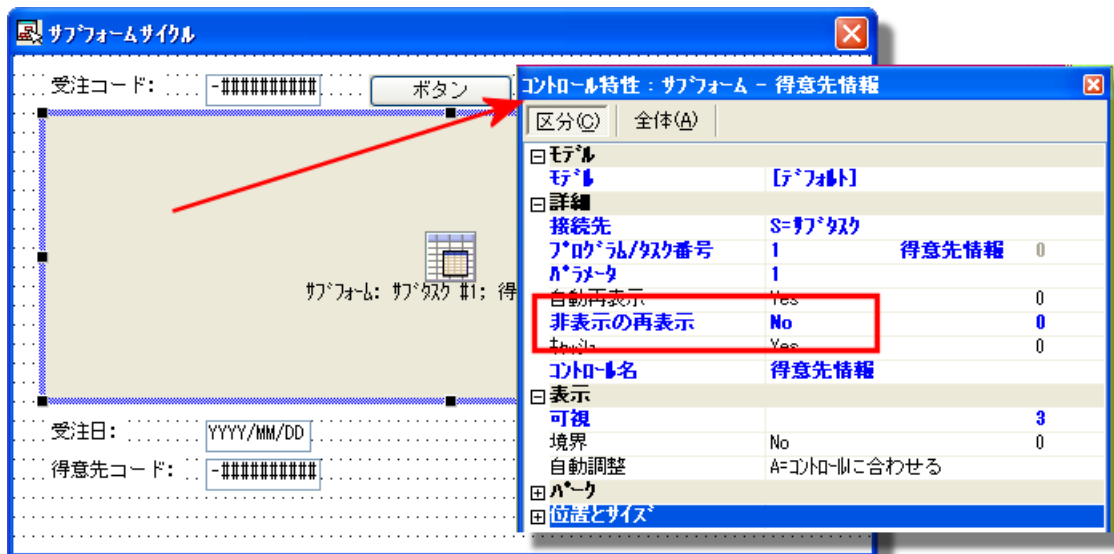 サブフォームサイクル
受注コード: -########## ボタン
サブフォーム: サブタスク #1; 得
受注日: YYYY/MM/DD
得意先コード: -##########
コントロール特性 : サブフォーム - 得意先情報
区分(C) 全体(A)
モデル
モデル [デフォルト]
詳細
接続先 S=サブタスク
プログラム/タスク番号 1 得意先情報 0
パラメータ 1
自動再表示 Yes 0
非表示の再表示 No 0
キャッシュ Yes 0
コントロール名 得意先情報
表示
可視 3
境界 No 0
自動調整 A=コントロールに合わせる
パーク
位置とサイズ